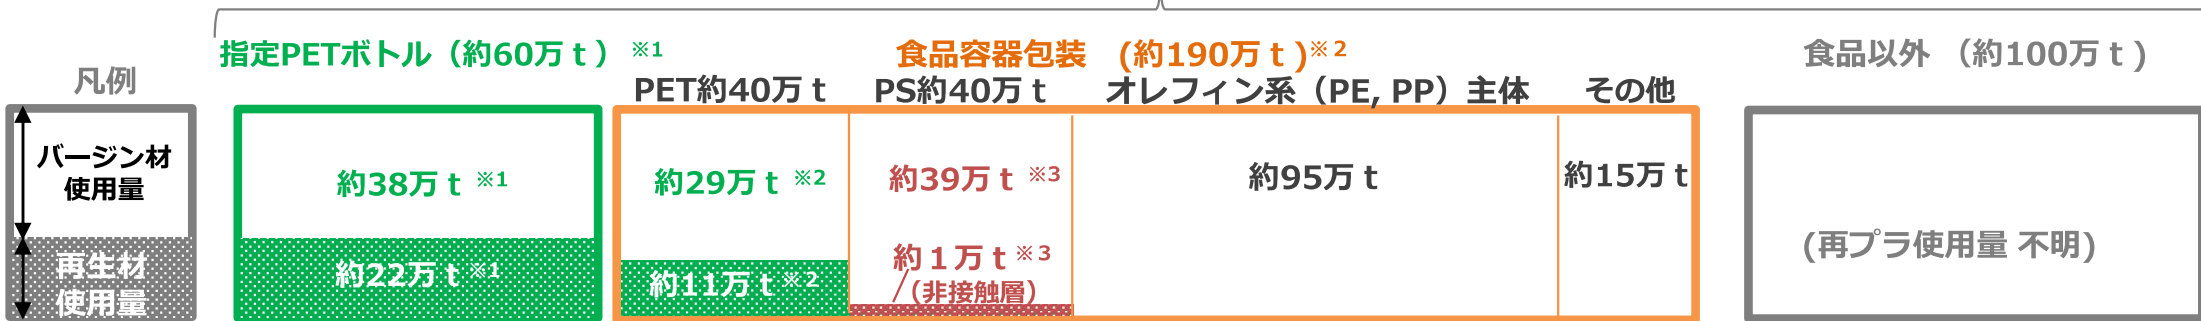 指定PETボトル（約60万ｔ）※1
食品容器包装　(約190万ｔ)※2
食品以外 （約100万ｔ)
凡例
PET約40万ｔ
PS約40万ｔ
オレフィン系（PE, PP）主体
その他
バージン材
使用量
再生材
使用量
約38万ｔ ※1
約22万ｔ※1
約29万ｔ ※2
約11万ｔ※2
約39万ｔ ※3
約１万ｔ※3
（非接触層）
約95万ｔ
約15万ｔ
(再プラ使用量 不明)